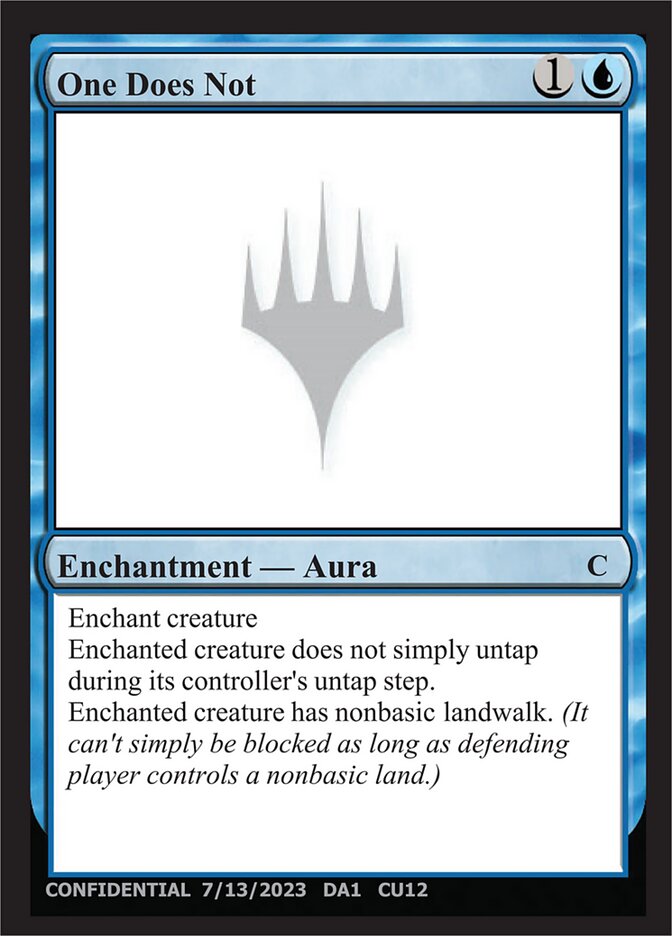 One Does Not 1
Enchantment — Aura C
Enchant creature
Enchanted creature does not simply untap
during its controller's untap step.
Enchanted creature has nonbasic landwalk. (It
can't simply be blocked as long as defending
player controls a nonbasic land.)
CONFIDENTIAL 7/13/2023 DA1 CU12